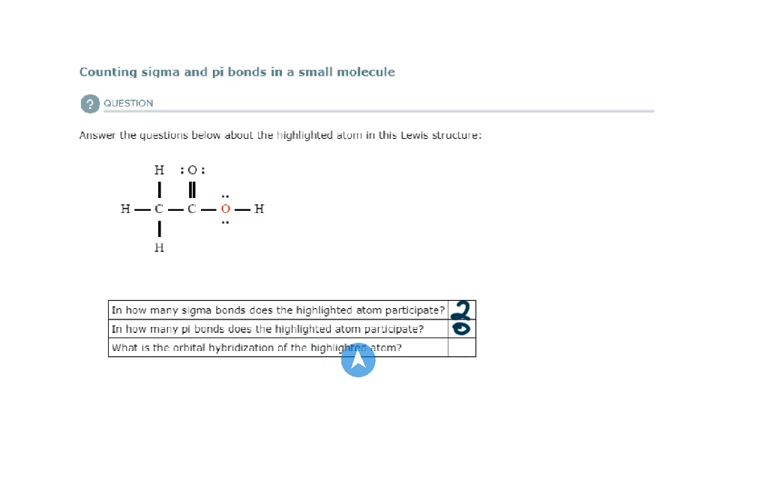 Counting sigma and pi bonds in a small molecule
? QUESTION
Answer the questions below about the highlighted atom in this Lewis structure:
H :O:
H — C — C — O — H
H
In how many sigma bonds does the highlighted atom participate? 2
In how many pi bonds does the highlighted atom participate? 0
What is the orbital hybridization of the highlighted atom?